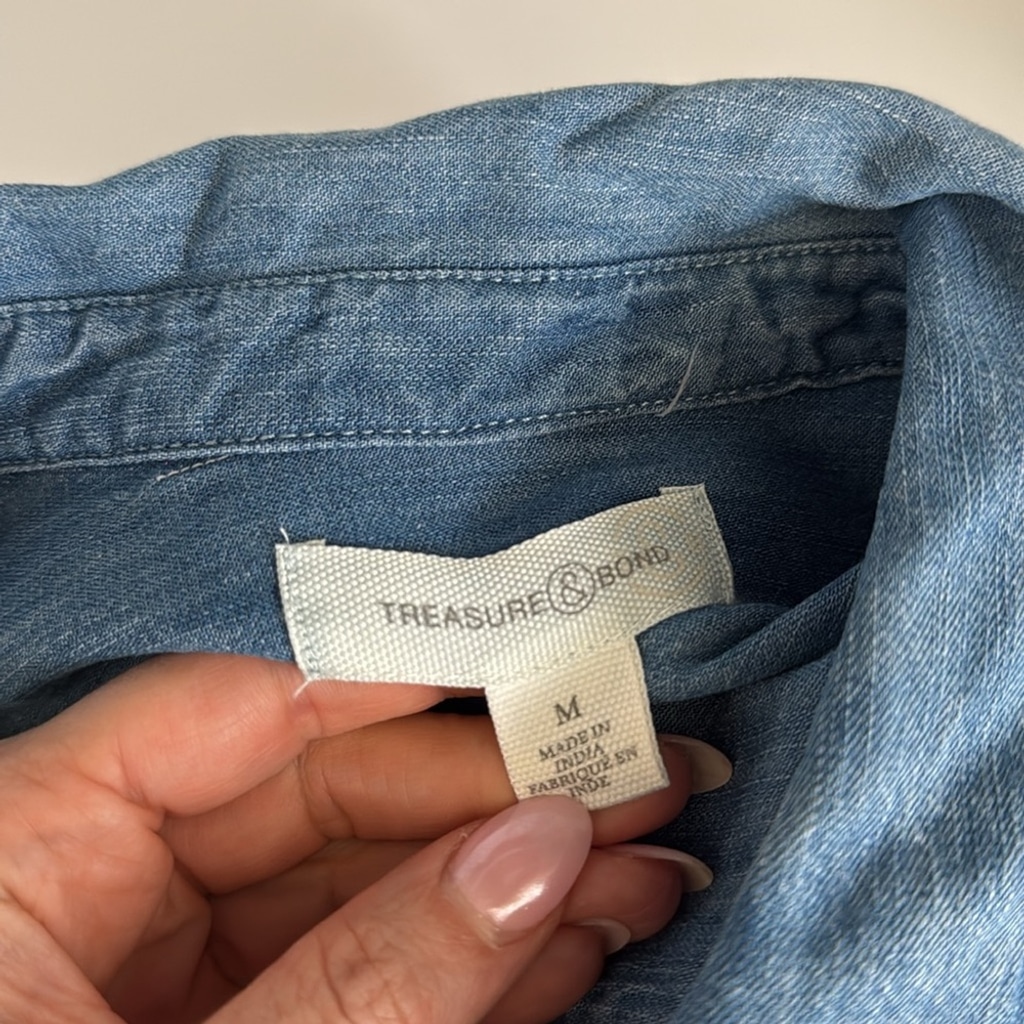 TREASURE & BOND
M
MADE IN
INDIA
FABRIQUÉ EN
INDE